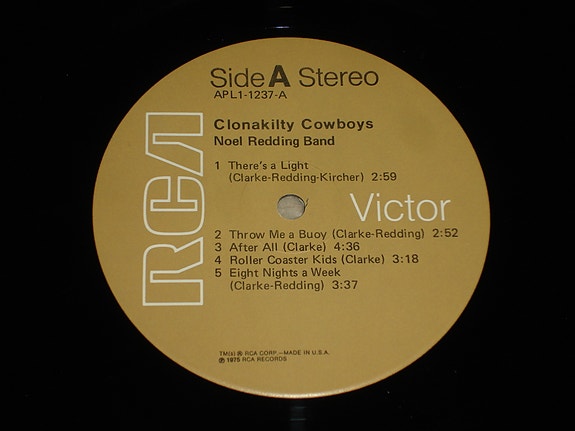 Side A Stereo
APL1-1237-A
Clonakilty Cowboys
Noel Redding Band
1 There's a Light
(Clarke-Redding-Kircher) 2:59
RCA
Victor
2 Throw Me a Buoy (Clarke-Redding) 2:52
3 After All (Clarke) 4:36
4 Roller Coaster Kids (Clarke) 3:18
5 Eight Nights a Week
(Clarke-Redding) 3:37
TM(s) ® RCA CORP.—MADE IN U.S.A.
℗ 1975 RCA RECORDS